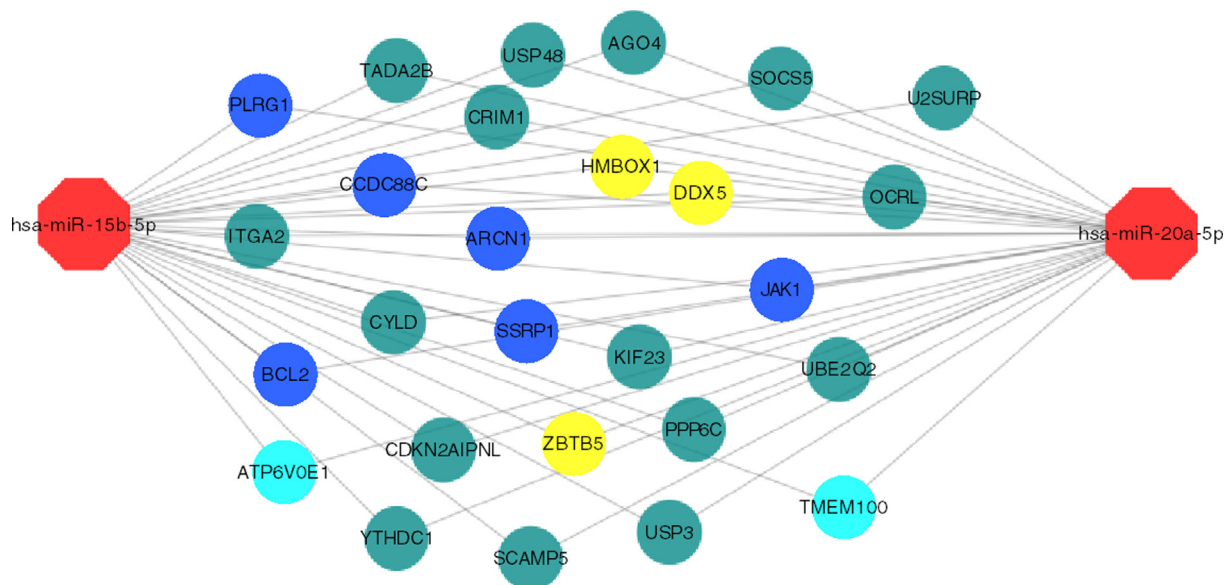 AGO4
USP48
TADA2B
SOCS5
U2SURP
PLRG1
CRIM1
HMBOX1
CCDC88C
DDX5
OCRL
hsa-miR-15b-5p
ITGA2
ARCN1
hsa-miR-20a-5p
JAK1
CYLD
SSRP1
KIF23
UBE2Q2
BCL2
PPP6C
CDKN2AIPNL
ZBTB5
ATP6V0E1
TMEM100
YTHDC1
USP3
SCAMP5